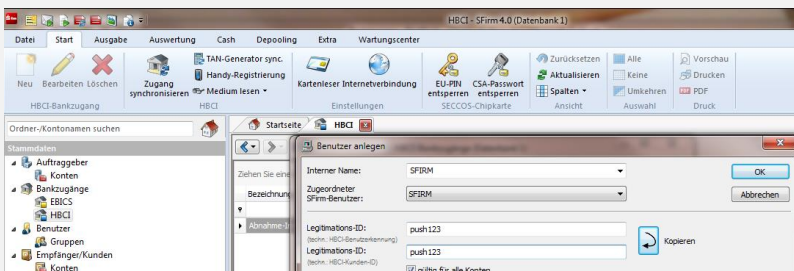 HBCI - SFirm 4.0 (Datenbank 1)
Datei Start Ausgabe Auswertung Cash Depooling Extra Wartungscenter
Neu Bearbeiten Löschen
HBCI-Bankzugang
Zugang synchronisieren
TAN-Generator sync.
Handy-Registrierung
Medium lesen
HBCI
Kartenleser Internetverbindung
Einstellungen
EU-PIN entsperren
CSA-Passwort entsperren
SECCOS-Chipkarte
Zurücksetzen
Aktualisieren
Spalten
Ansicht
Alle
Keine
Umkehren
Auswahl
Vorschau
Drucken
PDF
Druck
Ordner-/Kontonamen suchen
Stammdaten
Auftraggeber
Konten
Bankzugänge
EBICS
HBCI
Benutzer
Gruppen
Empfänger/Kunden
Konten
Startseite HBCI
Ziehen Sie eine
Bezeichnung
Benutzer anlegen
Interner Name: SFIRM
OK
Zugeordneter
SFirm-Benutzer: SFIRM
Abbrechen
Legitimations-ID: push123
(techn.: HBCI-Benutzerkennung)
Kopieren
Legitimations-ID: push123
(techn.: HBCI-Kunden-ID)
gültig für alle Konten